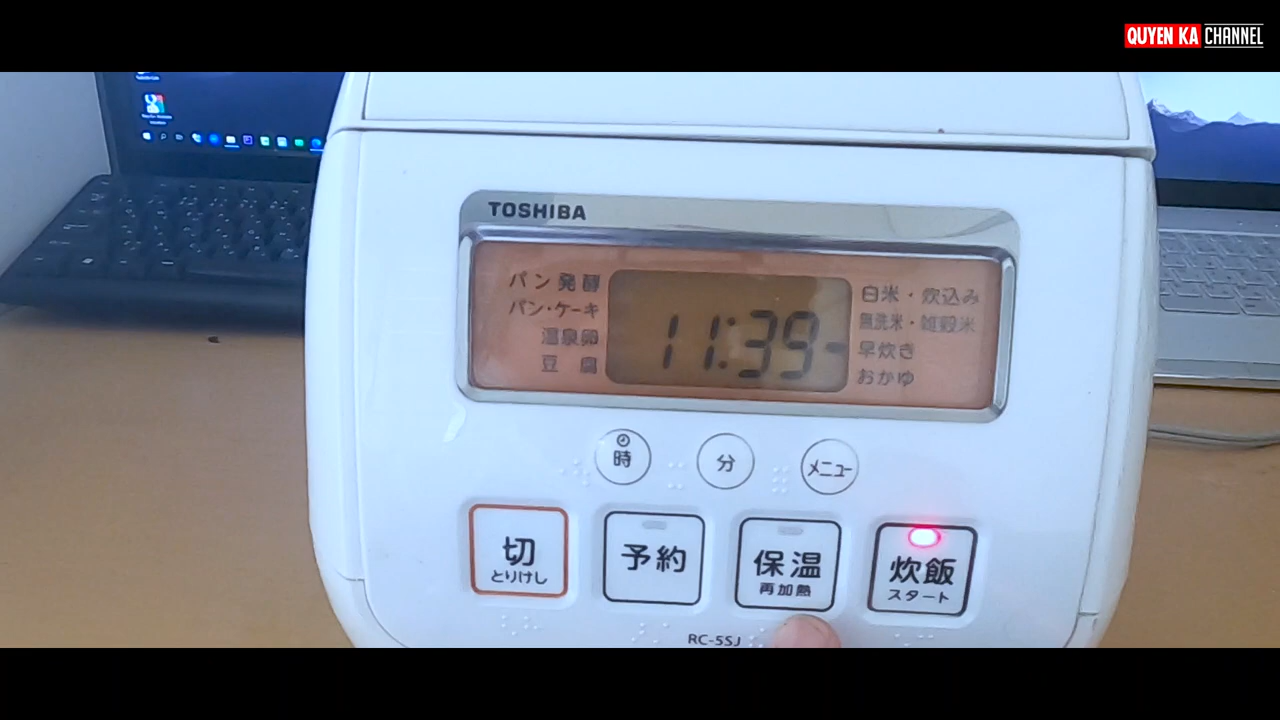 QUYEN KA CHANNEL
TOSHIBA
パン発酵
パン・ケーキ
温泉卵
豆腐
11:39
白米・炊込み
無洗米・雑穀米
早炊き
おかゆ
時
分
メニュー
切
とりけし
予約
保温
再加熱
炊飯
スタート
RC-5SJ